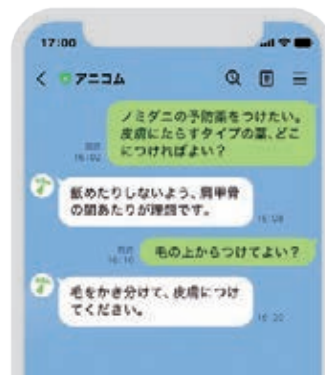 17:00
アニコム
ノミダニの予防薬をつけたい。
皮膚にたらすタイプの薬、どこ
につければよい？
既読
16:02
舐めたりしないよう、肩甲骨
の間あたりが理想です。
16:08
既読
16:10
毛の上からつけてよい？
毛をかき分けて、皮膚につけ
てください。
16:20